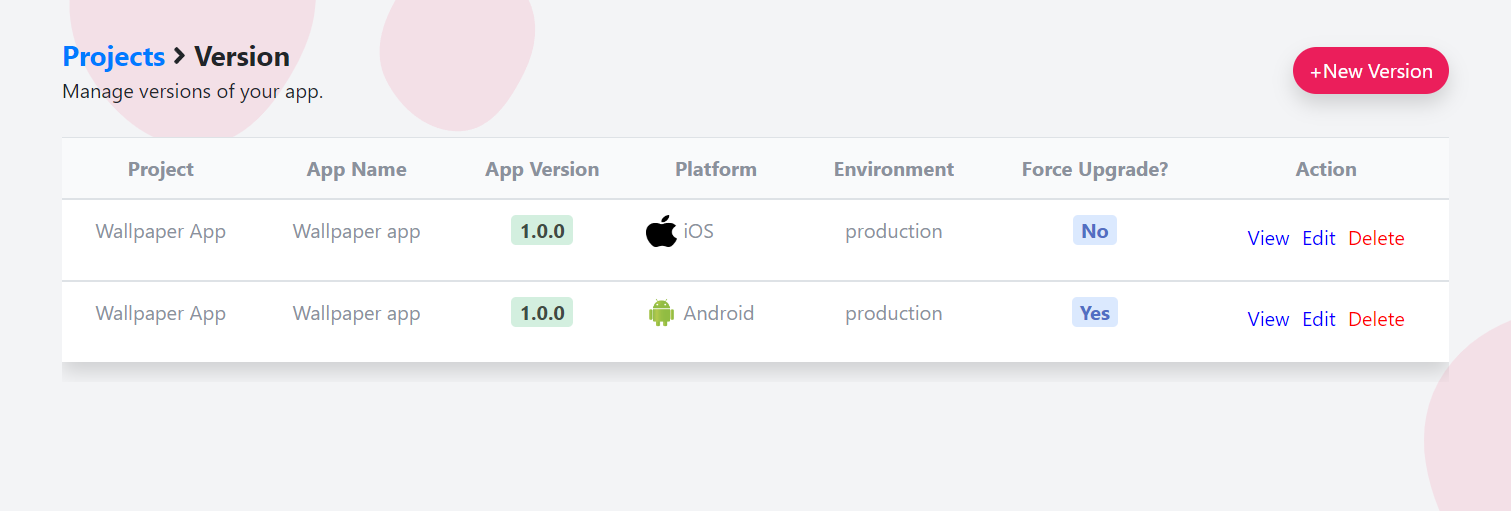 Projects > Version
Manage versions of your app.
+New Version
Project App Name App Version Platform Environment Force Upgrade? Action
Wallpaper App Wallpaper app 1.0.0 iOS production No View Edit Delete
Wallpaper App Wallpaper app 1.0.0 Android production Yes View Edit Delete